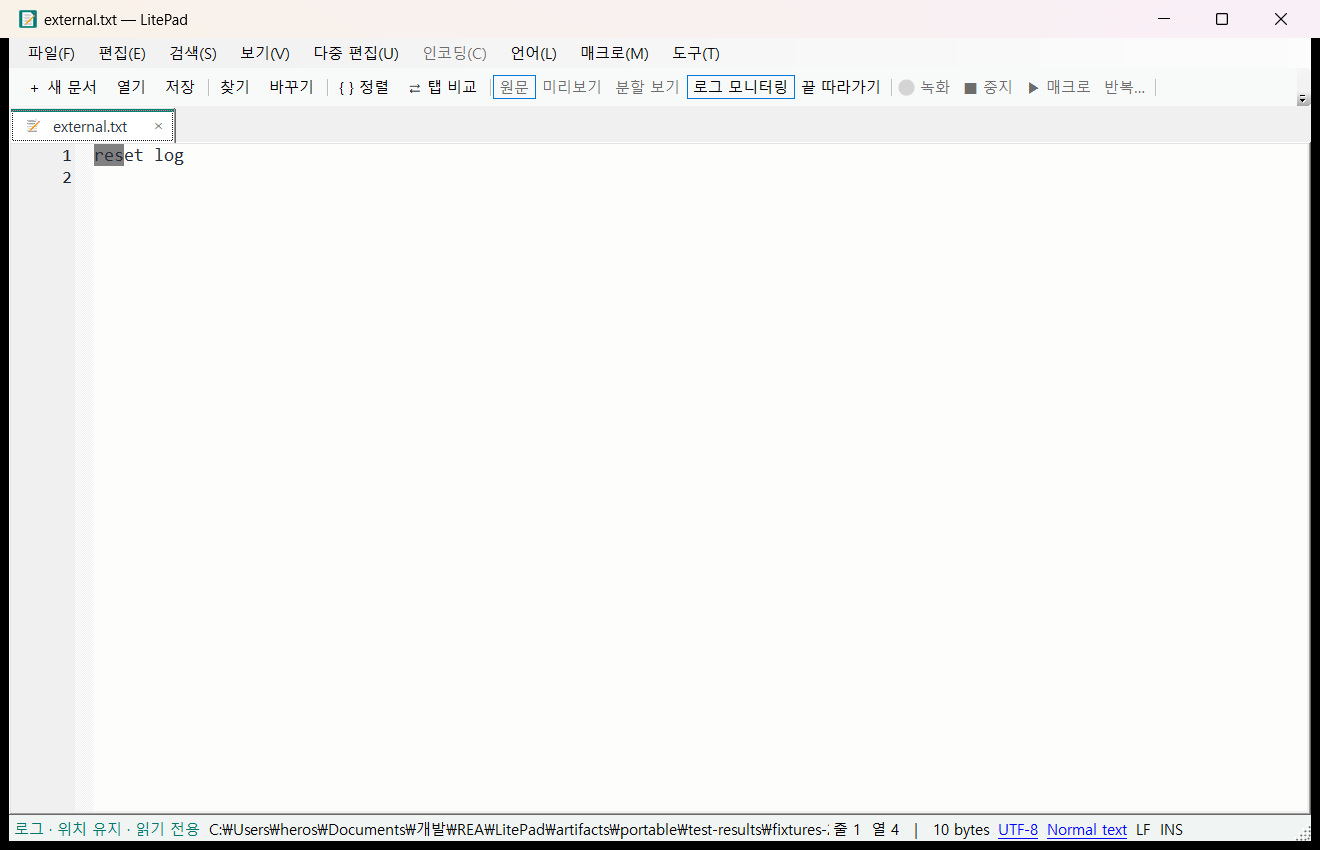 external.txt — LitePad
파일(F) 편집(E) 검색(S) 보기(V) 다중 편집(U) 인코딩(C) 언어(L) 매크로(M) 도구(T)
+ 새 문서 열기 저장 찾기 바꾸기 { } 정렬 ⇄ 탭 비교 원문 미리보기 분할 보기 로그 모니터링 끝 따라가기 녹화 중지 매크로 반복...
external.txt ×
1 reset log
2
로그 · 위치 유지 · 읽기 전용 C:₩Users₩heros₩Documents₩개발₩REA₩LitePad₩artifacts₩portable₩test-results₩fixtures- 줄 1 열 4 | 10 bytes UTF-8 Normal text LF INS